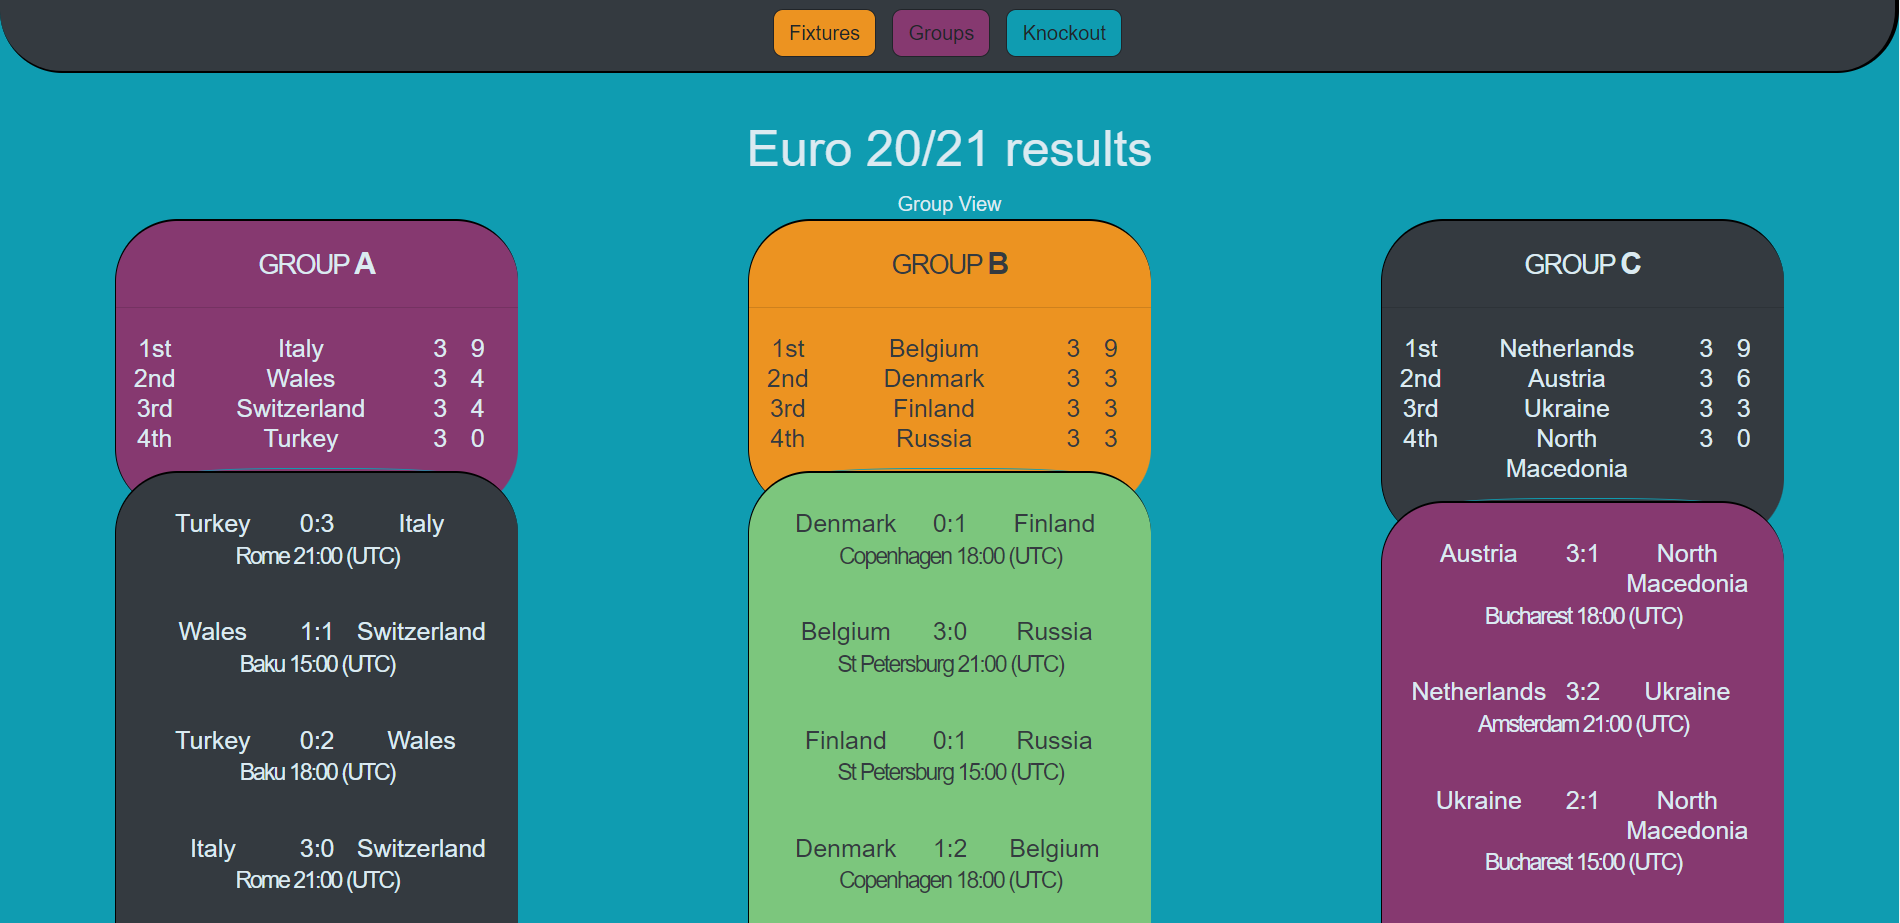 Fixtures Groups Knockout
Euro 20/21 results
Group View
GROUP A
1st Italy 3 9
2nd Wales 3 4
3rd Switzerland 3 4
4th Turkey 3 0
Turkey 0:3 Italy
Rome 21:00 (UTC)
Wales 1:1 Switzerland
Baku 15:00 (UTC)
Turkey 0:2 Wales
Baku 18:00 (UTC)
Italy 3:0 Switzerland
Rome 21:00 (UTC)
GROUP B
1st Belgium 3 9
2nd Denmark 3 3
3rd Finland 3 3
4th Russia 3 3
Denmark 0:1 Finland
Copenhagen 18:00 (UTC)
Belgium 3:0 Russia
St Petersburg 21:00 (UTC)
Finland 0:1 Russia
St Petersburg 15:00 (UTC)
Denmark 1:2 Belgium
Copenhagen 18:00 (UTC)
GROUP C
1st Netherlands 3 9
2nd Austria 3 6
3rd Ukraine 3 3
4th North 3 0
Macedonia
Austria 3:1 North
Macedonia
Bucharest 18:00 (UTC)
Netherlands 3:2 Ukraine
Amsterdam 21:00 (UTC)
Ukraine 2:1 North
Macedonia
Bucharest 15:00 (UTC)